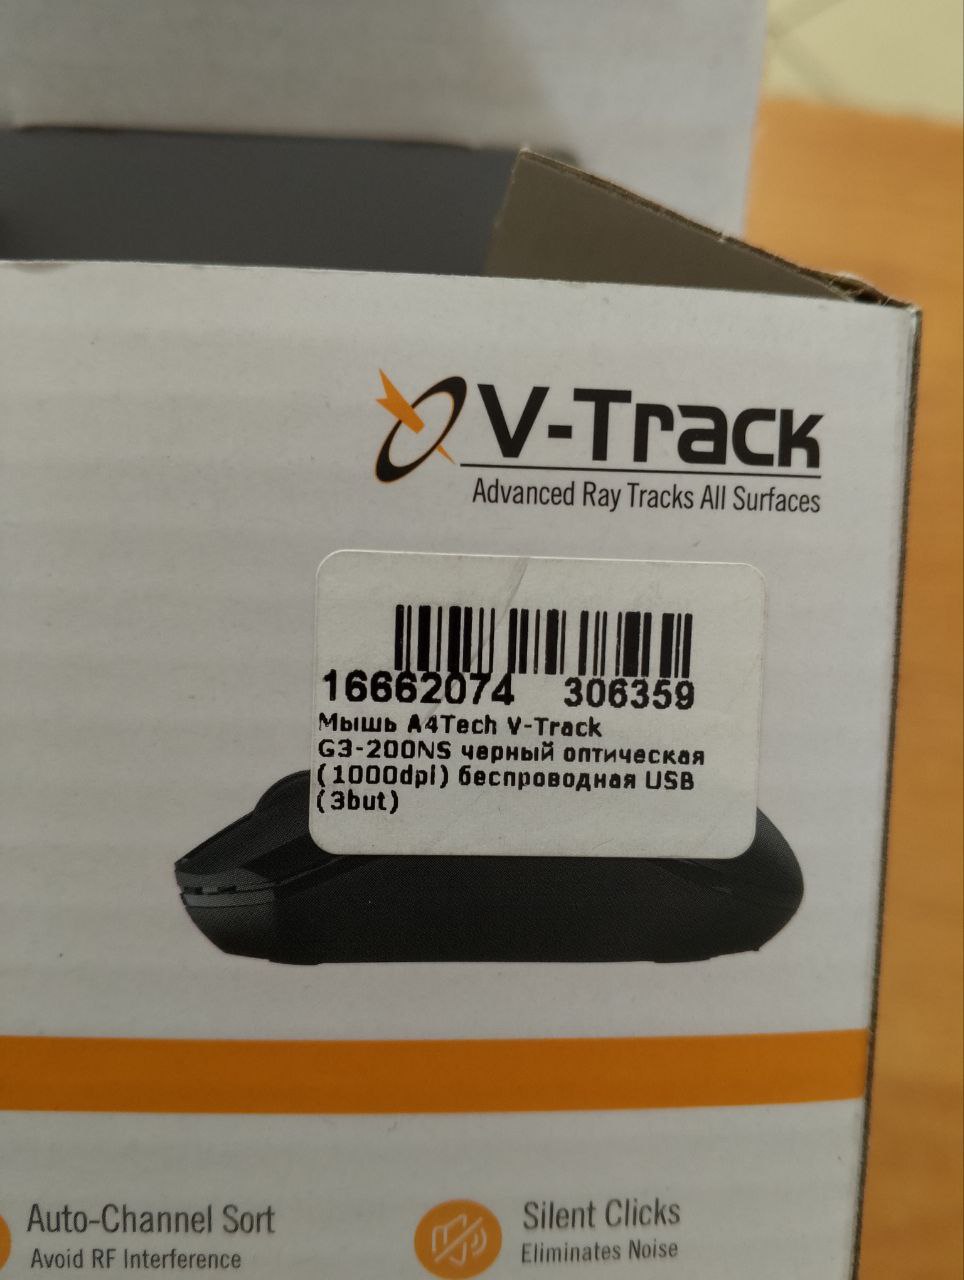 V-Track
Advanced Ray Tracks All Surfaces
16662074 306359
Мышь A4Tech V-Track
G3-200NS черный оптическая
(1000dpi) беспроводная USB
(3but)
Auto-Channel Sort
Avoid RF Interference
Silent Clicks
Eliminates Noise